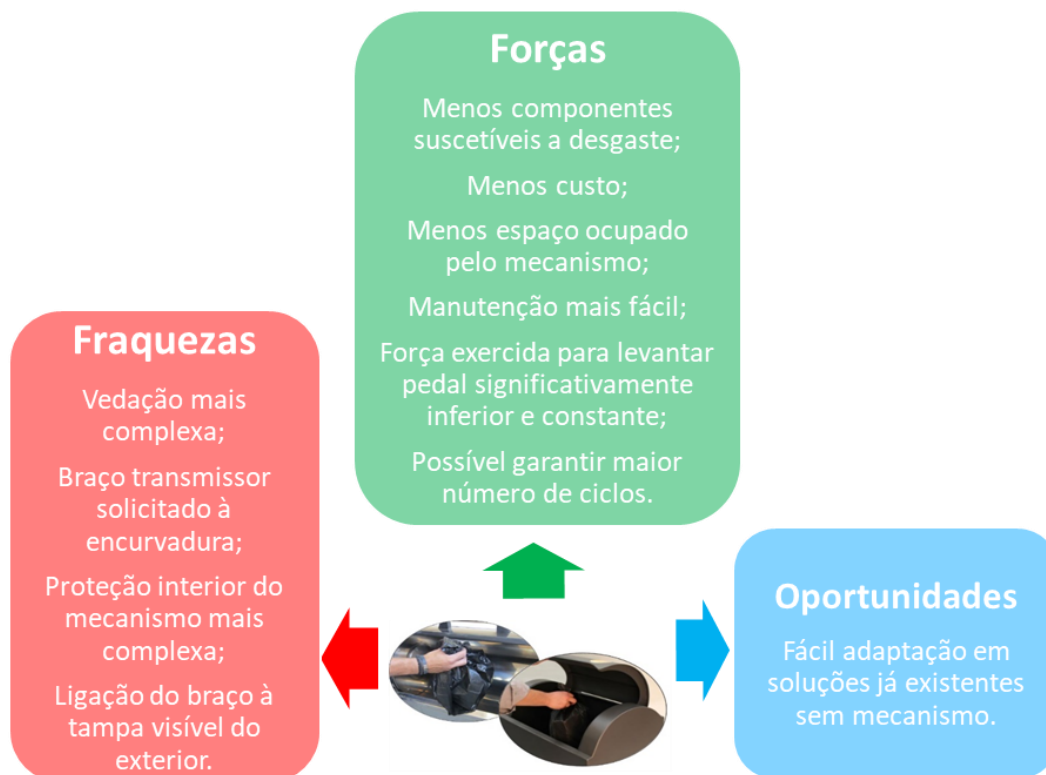 Forças
Menos componentes
suscetíveis a desgaste;
Menos custo;
Menos espaço ocupado
pelo mecanismo;
Manutenção mais fácil;
Força exercida para levantar
pedal significativamente
inferior e constante;
Possível garantir maior
número de ciclos.
Fraquezas
Vedação mais
complexa;
Braço transmissor
solicitado à
encurvadura;
Proteção interior do
mecanismo mais
complexa;
Ligação do braço à
tampa visível do
exterior.
Oportunidades
Fácil adaptação em
soluções já existentes
sem mecanismo.